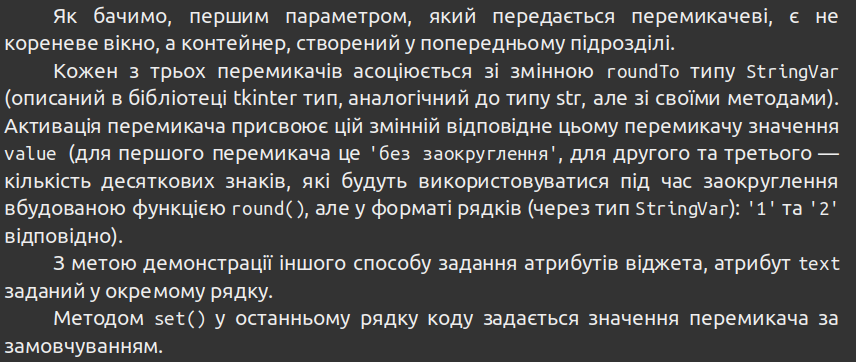 Як бачимо, першим параметром, який передається перемикачеві, є не
кореневе вікно, а контейнер, створений у попередньому підрозділі.
Кожен з трьох перемикачів асоціюється зі змінною roundTo типу StringVar
(описаний в бібліотеці tkinter тип, аналогічний до типу str, але зі своїми методами).
Активація перемикача присвоює цій змінній відповідне цьому перемикачу значення
value (для першого перемикача це 'без заокруглення', для другого та третього —
кількість десяткових знаків, які будуть використовуватися під час заокруглення
вбудованою функцією round(), але у форматі рядків (через тип StringVar): '1' та '2'
відповідно).
З метою демонстрації іншого способу задання атрибутів віджета, атрибут text
заданий у окремому рядку.
Методом set() у останньому рядку коду задається значення перемикача за
замовчуванням.